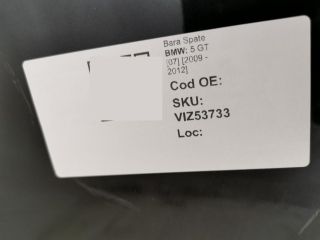 Bara Spate
BMW: 5 GT
[07] [2009 -
2012]
Cod OE:
SKU:
VIZ53733
Loc: